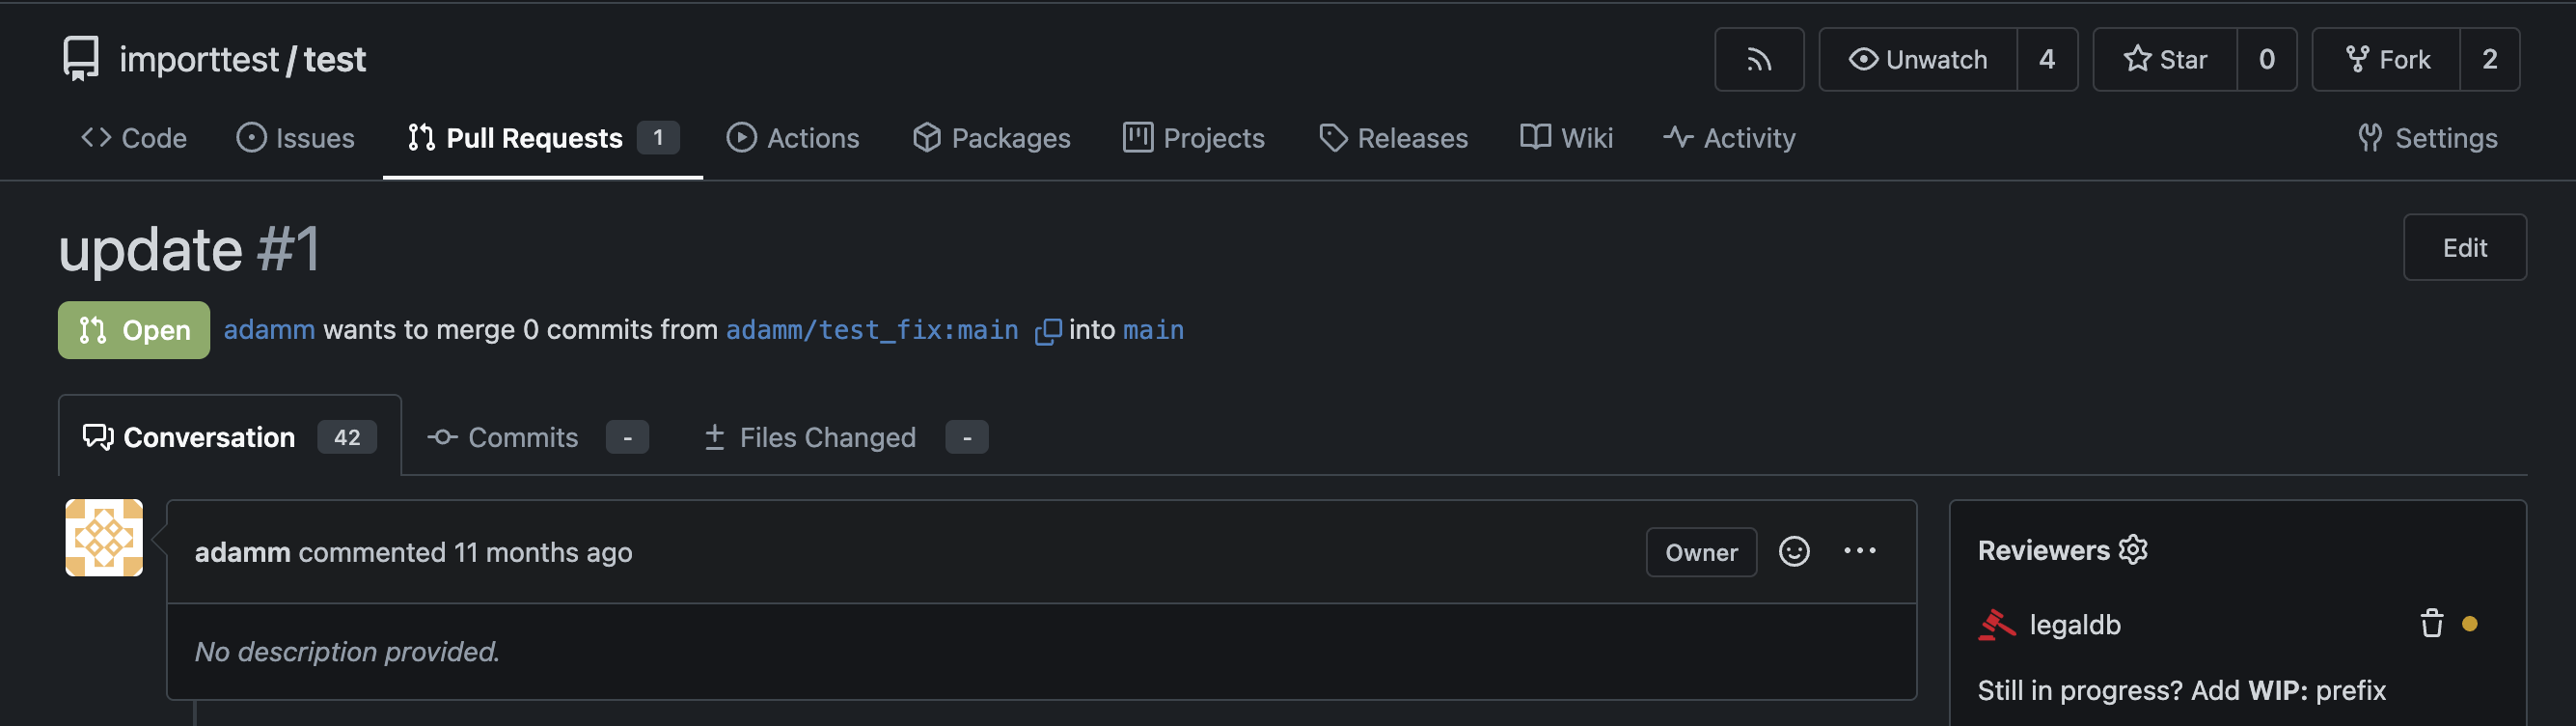 importtest/test
Unwatch 4 Star 0 Fork 2
Code Issues Pull Requests 1 Actions Packages Projects Releases Wiki Activity Settings
update #1
Edit
Open adamm wants to merge 0 commits from adamm/test_fix:main into main
Conversation 42 Commits - Files Changed -
adamm commented 11 months ago Owner
No description provided.
Reviewers
legaldb
Still in progress? Add WIP: prefix